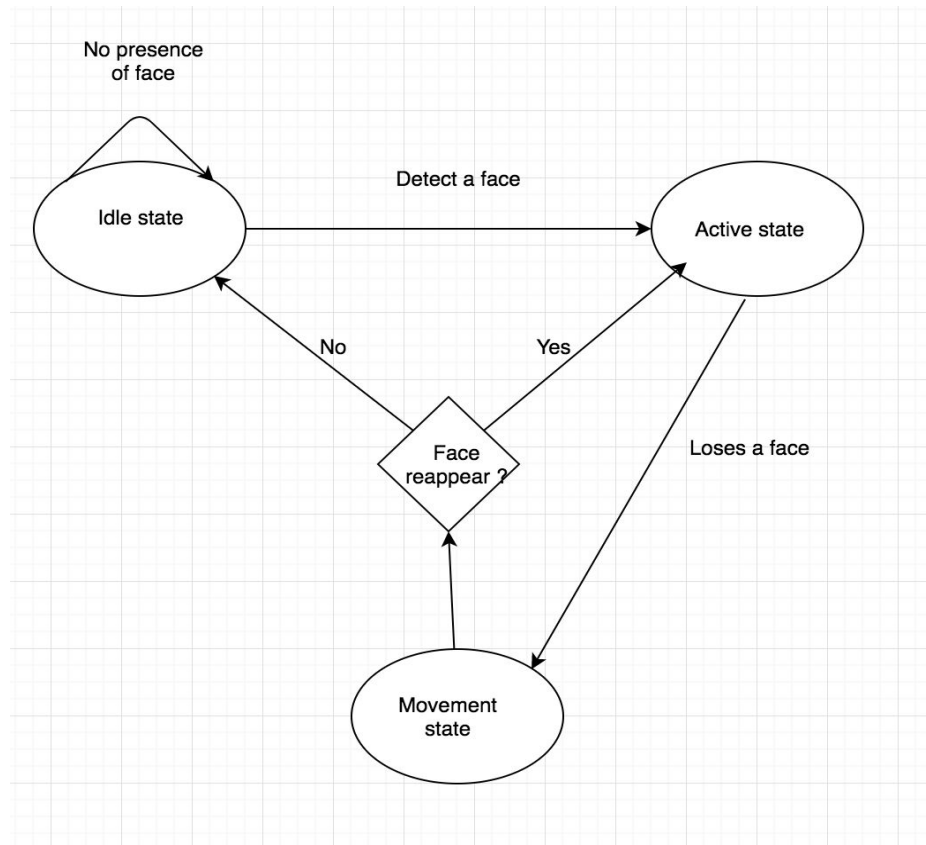 No presence
of face
Detect a face
Idle state
Active state
No
Yes
Loses a face
Face
reappear ?
Movement
state